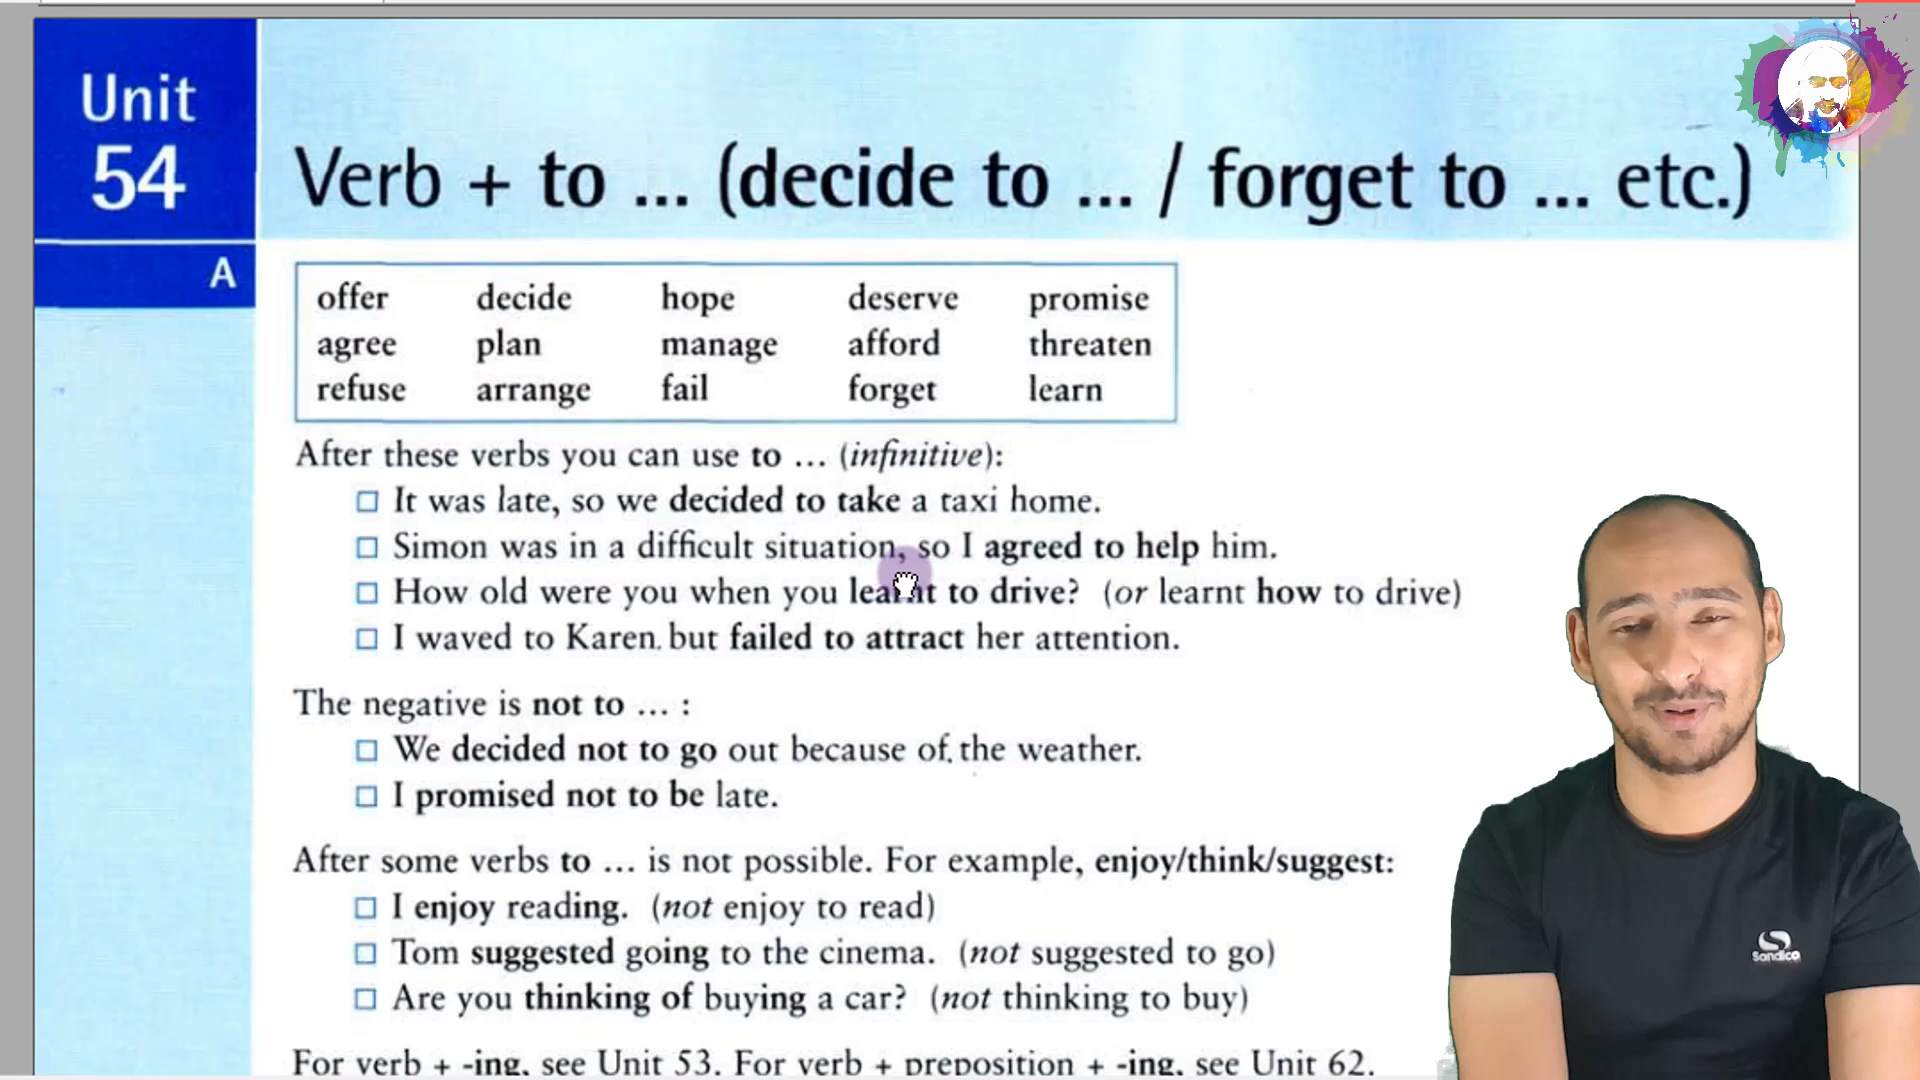 Unit
54
Verb + to ... (decide to ... / forget to ... etc.)
A
offer decide hope deserve promise
agree plan manage afford threaten
refuse arrange fail forget learn
After these verbs you can use to ... (infinitive):
It was late, so we decided to take a taxi home.
Simon was in a difficult situation, so I agreed to help him.
How old were you when you learnt to drive? (or learnt how to drive)
I waved to Karen but failed to attract her attention.
The negative is not to ... :
We decided not to go out because of the weather.
I promised not to be late.
After some verbs to ... is not possible. For example, enjoy/think/suggest:
I enjoy reading. (not enjoy to read)
Tom suggested going to the cinema. (not suggested to go)
Are you thinking of buying a car? (not thinking to buy)
For verb + -ing, see Unit 53. For verb + preposition + -ing, see Unit 62.
Sondico